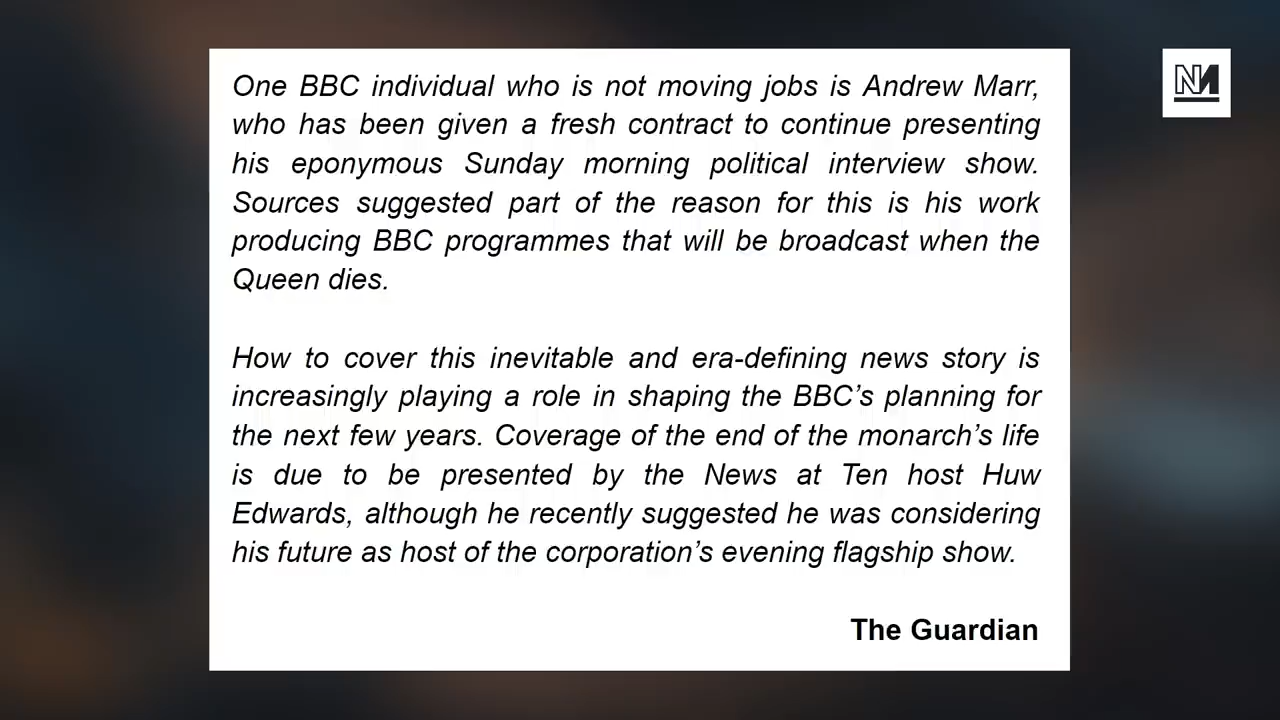 One BBC individual who is not moving jobs is Andrew Marr,
who has been given a fresh contract to continue presenting
his eponymous Sunday morning political interview show.
Sources suggested part of the reason for this is his work
producing BBC programmes that will be broadcast when the
Queen dies.
How to cover this inevitable and era-defining news story is
increasingly playing a role in shaping the BBC’s planning for
the next few years. Coverage of the end of the monarch’s life
is due to be presented by the News at Ten host Huw
Edwards, although he recently suggested he was considering
his future as host of the corporation’s evening flagship show.
The Guardian
NM